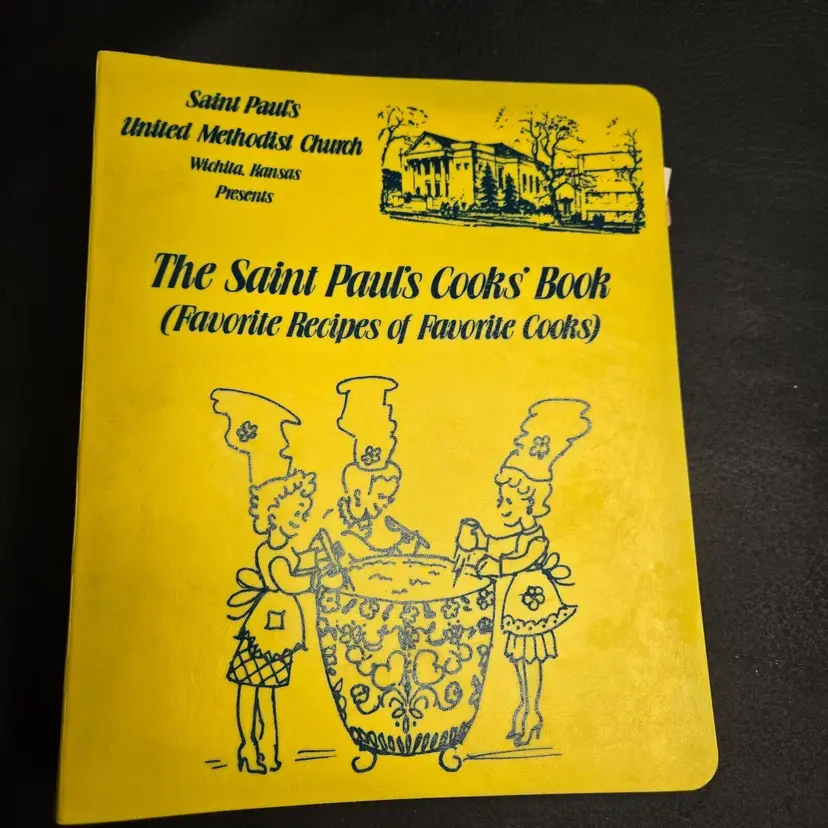 Saint Paul's
United Methodist Church
Wichita, Kansas
Presents
The Saint Paul's Cooks' Book
(Favorite Recipes of Favorite Cooks)